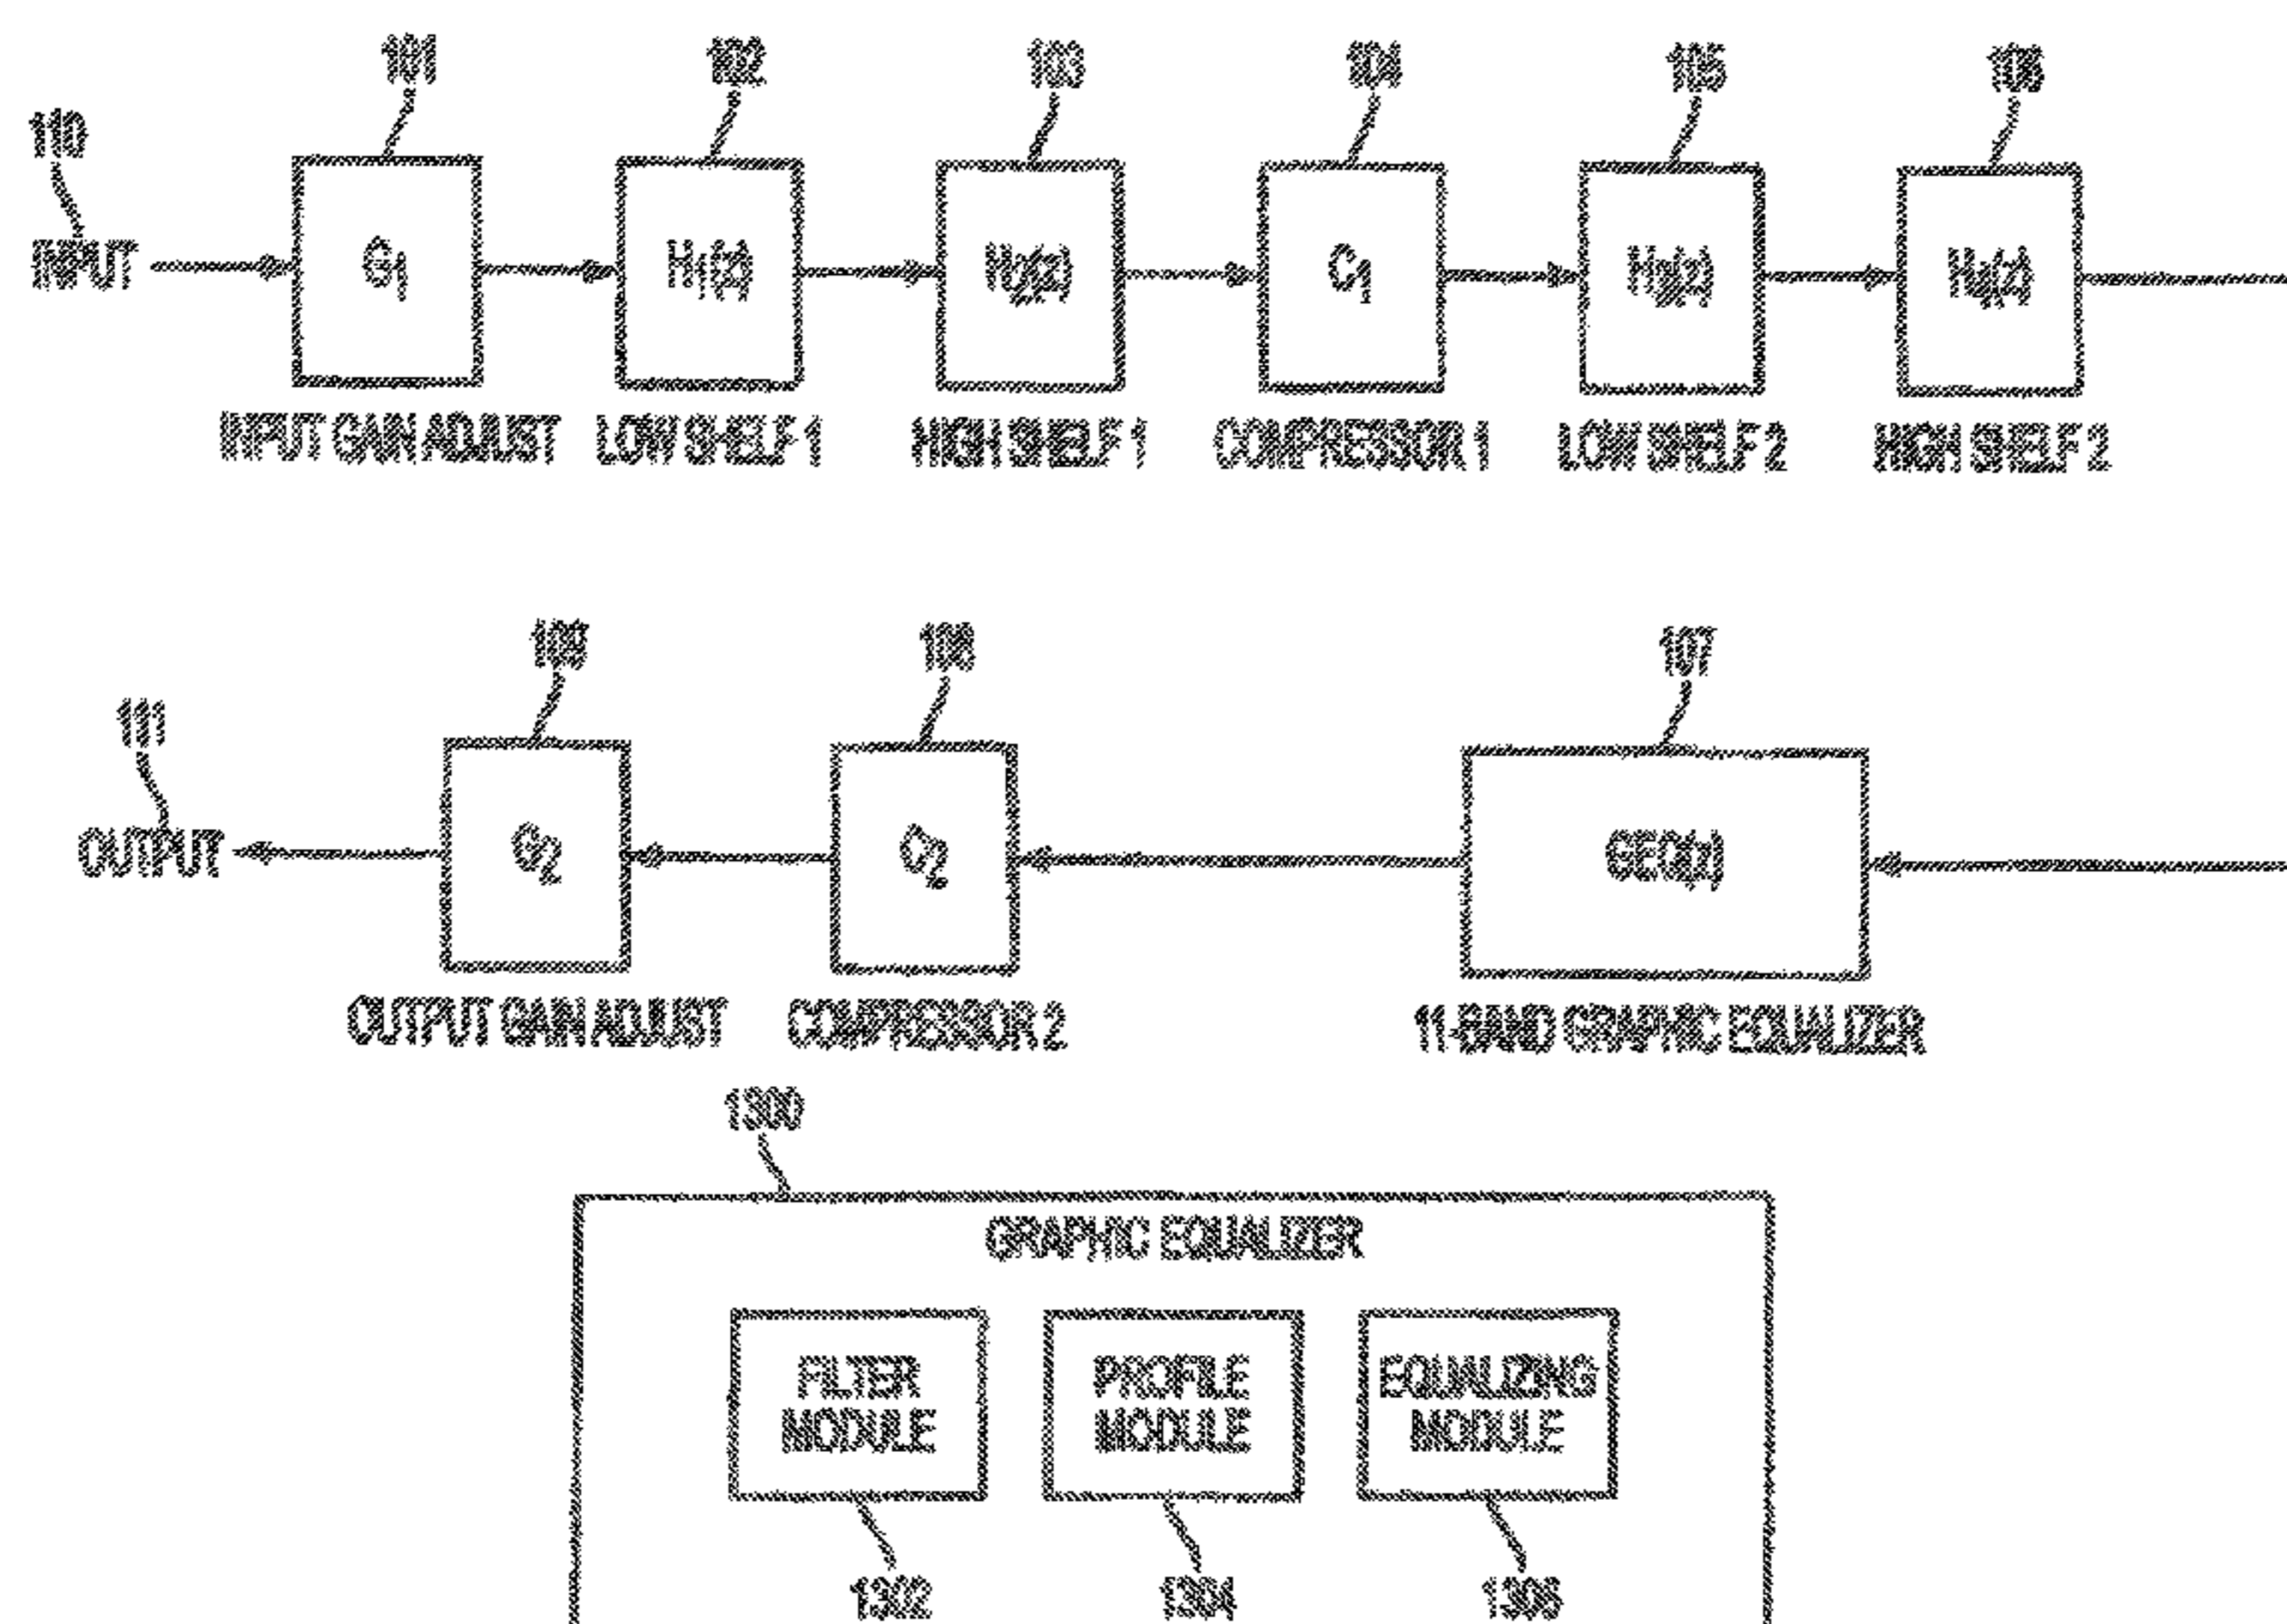 101 102 103 104 105 106
110
INPUT G1 H1(z) H2(z) C1 H3(z) H4(z)
INPUT GAIN ADJUST LOW SHELF 1 HIGH SHELF 1 COMPRESSOR 1 LOW SHELF 2 HIGH SHELF 2
109 108 107
111
OUTPUT G2 C2 GEQ(z)
OUTPUT GAIN ADJUST COMPRESSOR 2 11-BAND GRAPHIC EQUALIZER
1300
GRAPHIC EQUALIZER
FILTER PROFILE EQUALIZING
MODULE MODULE MODULE
1302 1304 1306